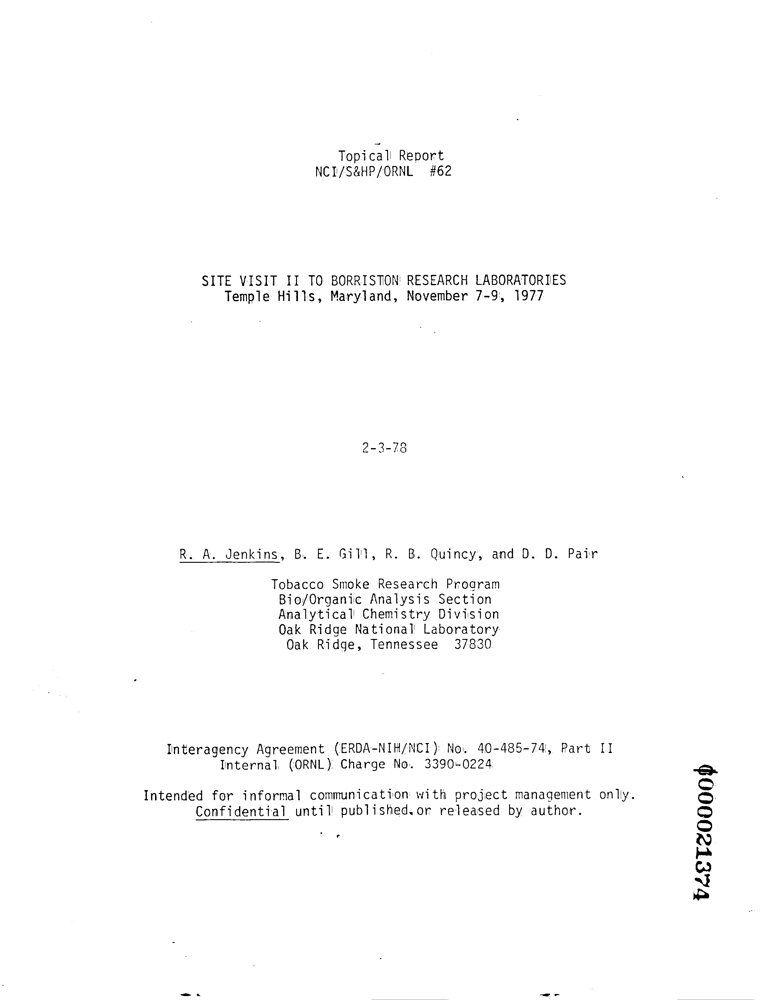 Topical Report
NCI/S&HP/ORNL #62
SITE VISIT II TO BORRISTON RESEARCH LABORATORIES
Temple Hills, Maryland, November 7-9, 1977
2-3-78
R. A. Jenkins, B. E. Gill, R. B. Quincy, and D. D. Pair
Tobacco Smoke Research Program
Bio/Organic Analysis Section
Analytical Chemistry Division
Oak Ridge National Laboratory
Oak Ridge, Tennessee 37830
Interagency Agreement (ERDA-NIH/NCI) No. 40-485-74, Part II
Internal (ORNL) Charge No. 3390-0224
Intended for informal communication with project management only.
Confidential until published or released by author.
0000021374